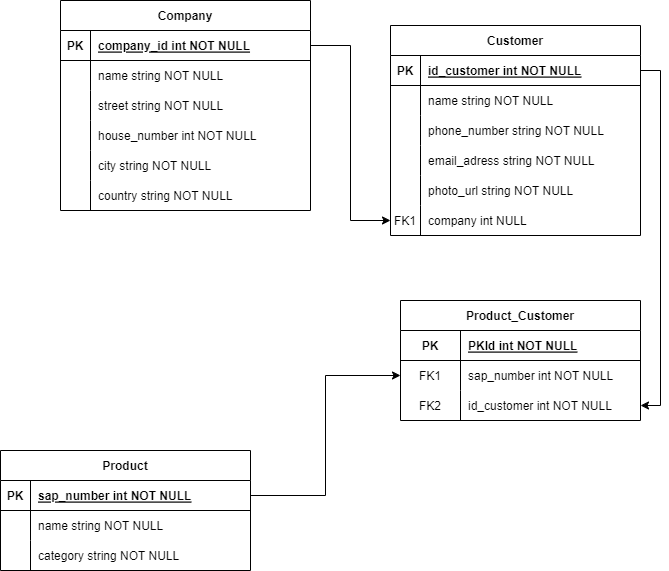 Company
PK company_id int NOT NULL
name string NOT NULL
street string NOT NULL
house_number int NOT NULL
city string NOT NULL
country string NOT NULL
Customer
PK id_customer int NOT NULL
name string NOT NULL
phone_number string NOT NULL
email_adress string NOT NULL
photo_url string NOT NULL
FK1 company int NULL
Product_Customer
PK PKId int NOT NULL
FK1 sap_number int NOT NULL
FK2 id_customer int NOT NULL
Product
PK sap_number int NOT NULL
name string NOT NULL
category string NOT NULL